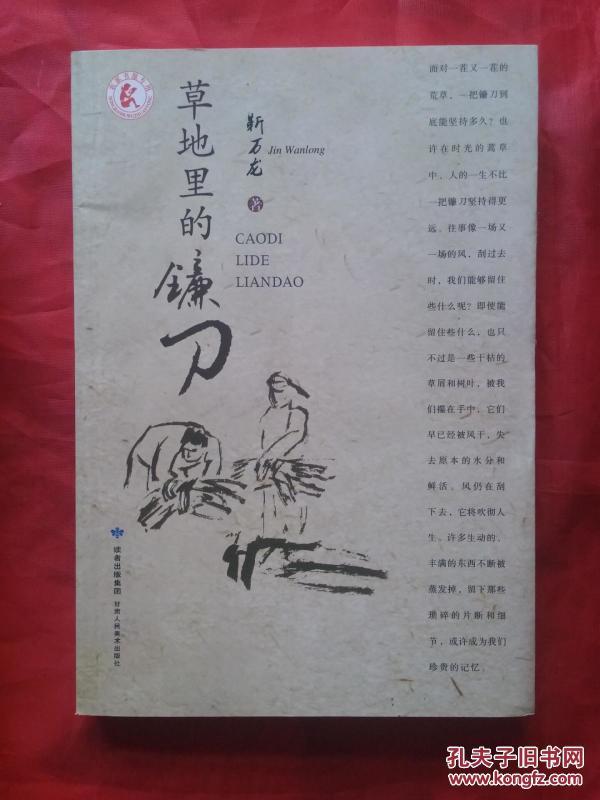 草地里的镰刀
靳万龙
Jin Wanlong
著
CAODI
LIDE
LIANDAO
面对一茬又一茬的
荒草，一把镰刀到
底能坚持多久？也
许在时光的蒿草
中，人的一生不比
一把镰刀坚持得更
远。往事像一场又
一场的风，刮过去
时，我们能够留住
些什么呢？即使能
留住些什么，也只
不过是一些干枯的
草屑和树叶，被我
们攥在手中，它们
早已经被风干，失
去原本的水分和
鲜活。风仍在刮
下去，它将吹彻人
生。许多生动的、
丰满的东西不断被
蒸发掉，留下那些
琐碎的片断和细
节，或许成为我们
珍贵的记忆。
读者出版集团
甘肃人民美术出版社
孔夫子旧书网
www.kongfz.com